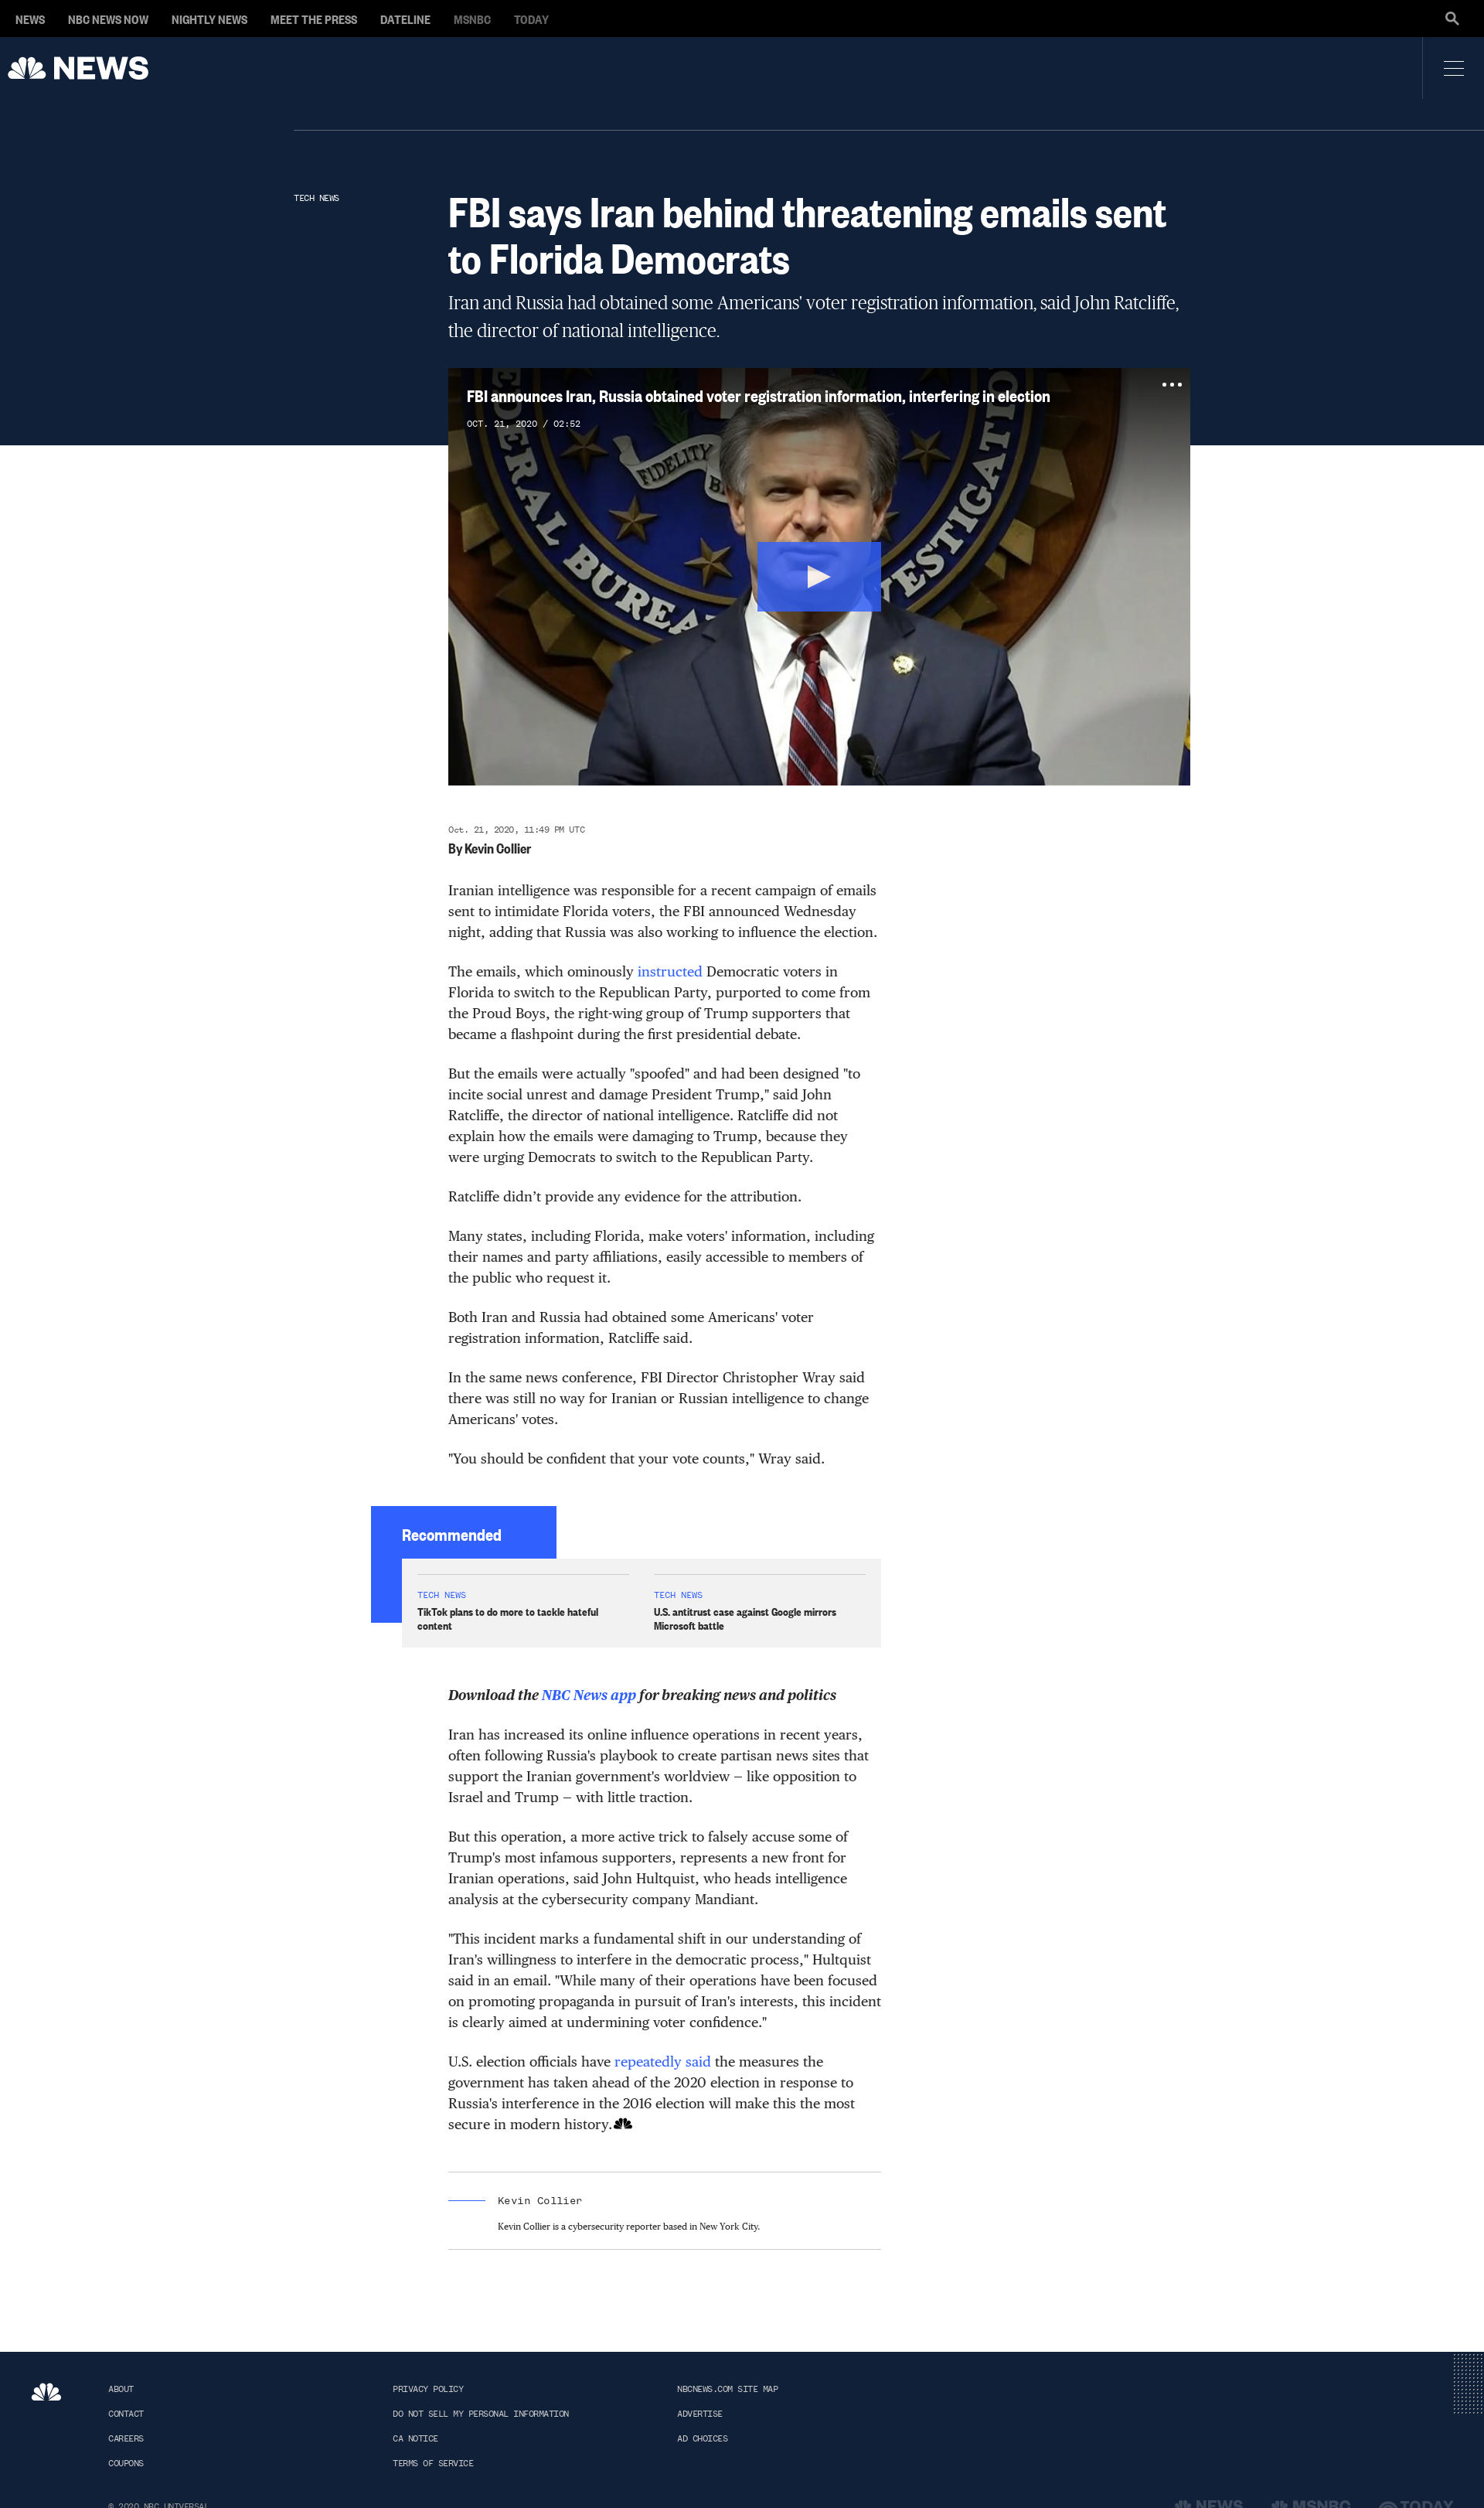 NEWS NBC NEWS NOW NIGHTLY NEWS MEET THE PRESS DATELINE MSNBC TODAY
NEWS
TECH NEWS
FBI says Iran behind threatening emails sent
to Florida Democrats
Iran and Russia had obtained some Americans' voter registration information, said John Ratcliffe,
the director of national intelligence.
FBI announces Iran, Russia obtained voter registration information, interfering in election
OCT. 21, 2020 / 02:52
FIDELITY
Oct. 21, 2020, 11:49 PM UTC
By Kevin Collier
Iranian intelligence was responsible for a recent campaign of emails
sent to intimidate Florida voters, the FBI announced Wednesday
night, adding that Russia was also working to influence the election.
The emails, which ominously instructed Democratic voters in
Florida to switch to the Republican Party, purported to come from
the Proud Boys, the right-wing group of Trump supporters that
became a flashpoint during the first presidential debate.
But the emails were actually "spoofed" and had been designed "to
incite social unrest and damage President Trump," said John
Ratcliffe, the director of national intelligence. Ratcliffe did not
explain how the emails were damaging to Trump, because they
were urging Democrats to switch to the Republican Party.
Ratcliffe didn’t provide any evidence for the attribution.
Many states, including Florida, make voters' information, including
their names and party affiliations, easily accessible to members of
the public who request it.
Both Iran and Russia had obtained some Americans' voter
registration information, Ratcliffe said.
In the same news conference, FBI Director Christopher Wray said
there was still no way for Iranian or Russian intelligence to change
Americans' votes.
"You should be confident that your vote counts," Wray said.
Recommended
TECH NEWS
TikTok plans to do more to tackle hateful
content
TECH NEWS
U.S. antitrust case against Google mirrors
Microsoft battle
Download the NBC News app for breaking news and politics
Iran has increased its online influence operations in recent years,
often following Russia's playbook to create partisan news sites that
support the Iranian government's worldview — like opposition to
Israel and Trump — with little traction.
But this operation, a more active trick to falsely accuse some of
Trump's most infamous supporters, represents a new front for
Iranian operations, said John Hultquist, who heads intelligence
analysis at the cybersecurity company Mandiant.
"This incident marks a fundamental shift in our understanding of
Iran's willingness to interfere in the democratic process," Hultquist
said in an email. "While many of their operations have been focused
on promoting propaganda in pursuit of Iran's interests, this incident
is clearly aimed at undermining voter confidence."
U.S. election officials have repeatedly said the measures the
government has taken ahead of the 2020 election in response to
Russia's interference in the 2016 election will make this the most
secure in modern history.
Kevin Collier
Kevin Collier is a cybersecurity reporter based in New York City.
ABOUT
CONTACT
CAREERS
COUPONS
PRIVACY POLICY
DO NOT SELL MY PERSONAL INFORMATION
CA NOTICE
TERMS OF SERVICE
NBCNEWS.COM SITE MAP
ADVERTISE
AD CHOICES
© 2020 NBC UNIVERSAL
NEWS MSNBC TODAY